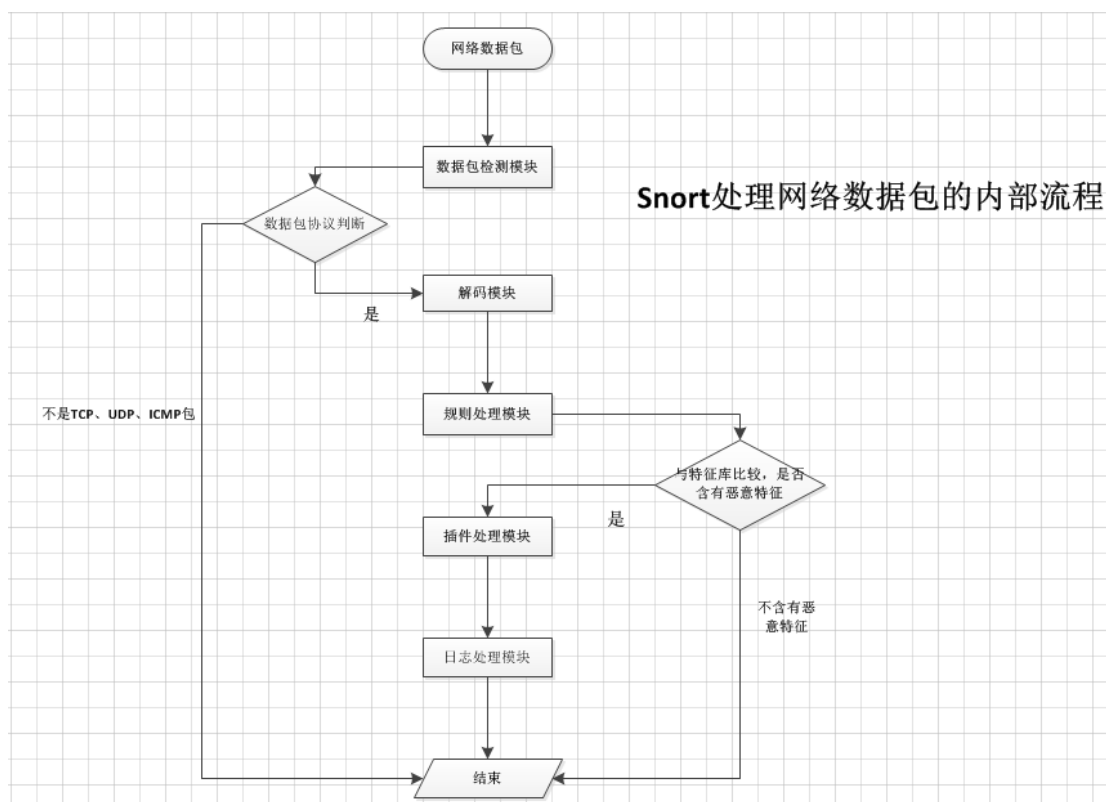 网络数据包
数据包检测模块
Snort处理网络数据包的内部流程
数据包协议判断
解码模块
是
不是TCP、UDP、ICMP包
规则处理模块
与特征库比较，是否
含有恶意特征
是
插件处理模块
不含有恶
意特征
日志处理模块
结束